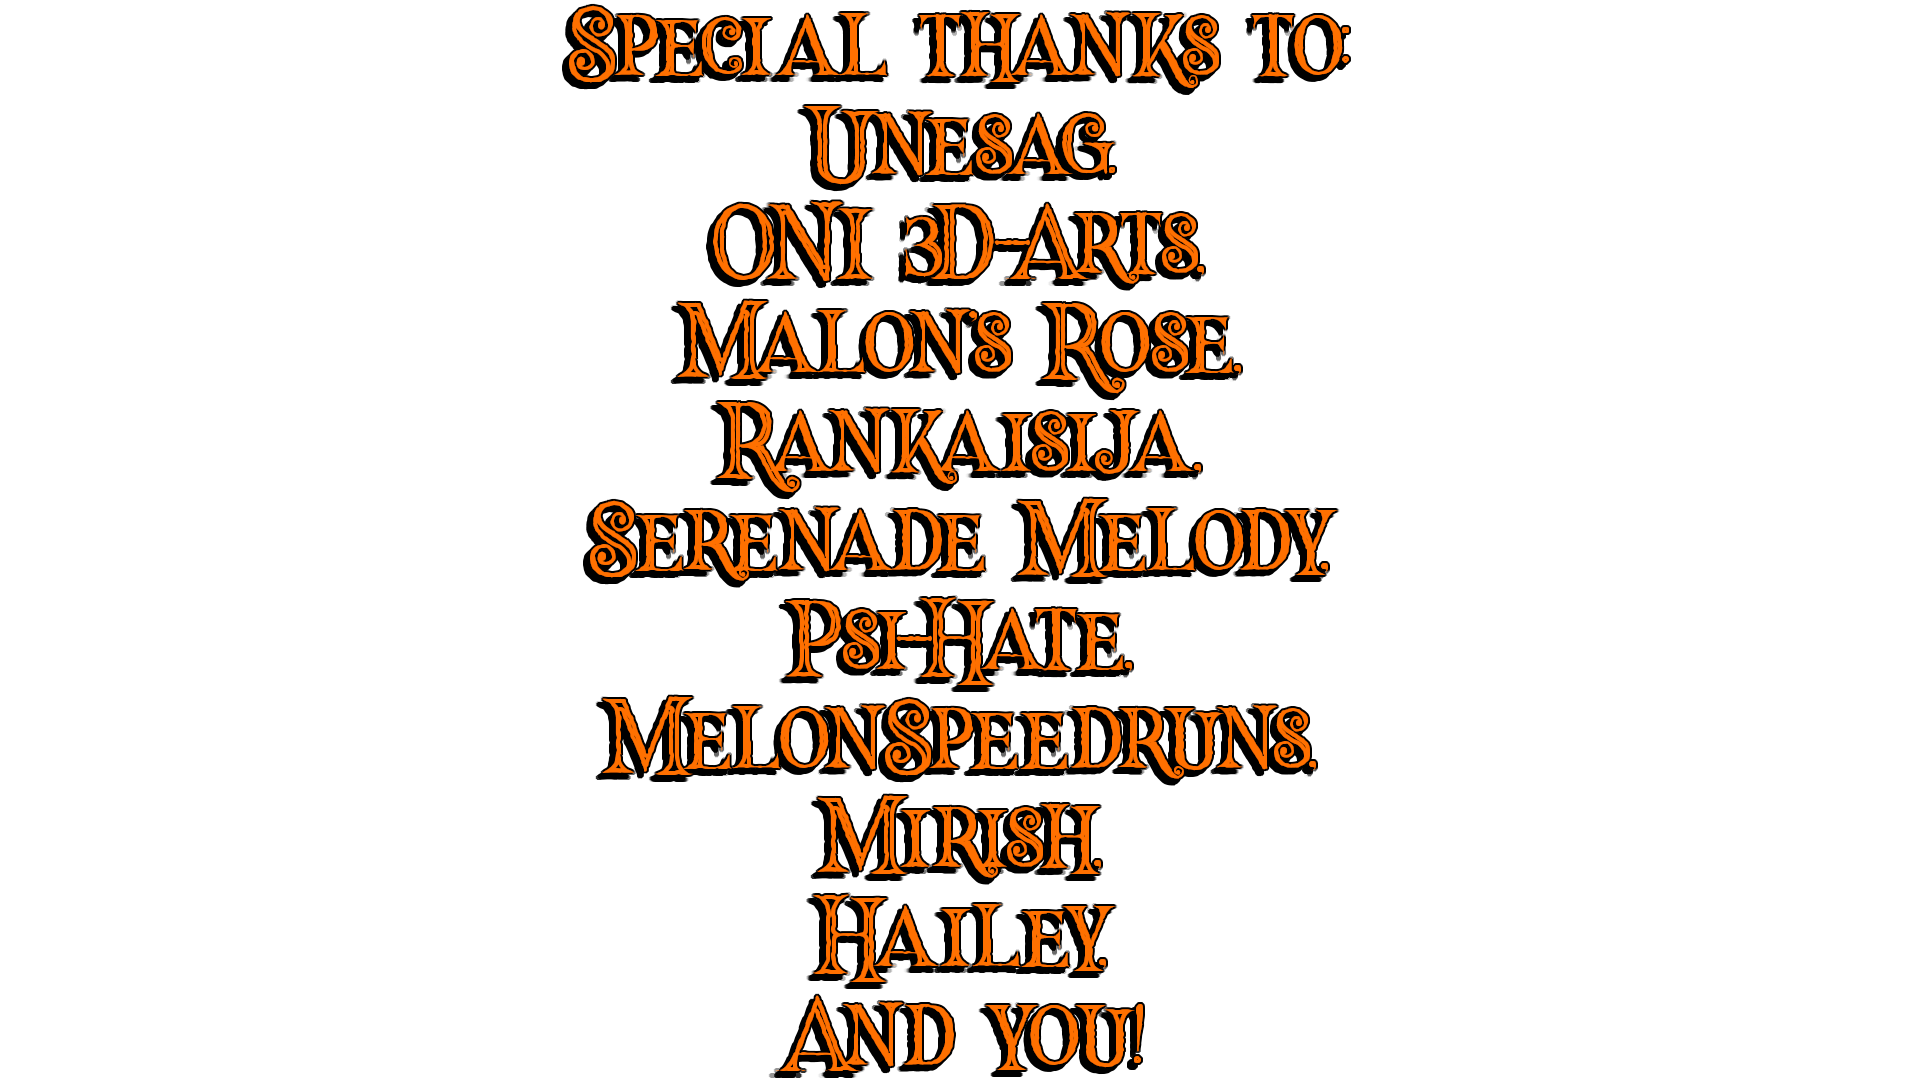 Special thanks to:
Unesag,
ONI 3D-Arts,
Malon's Rose,
Rankaisija,
Serenade Melody,
Psi-Hate,
MelonSpeedruns,
Mirish,
Hailey,
And you!